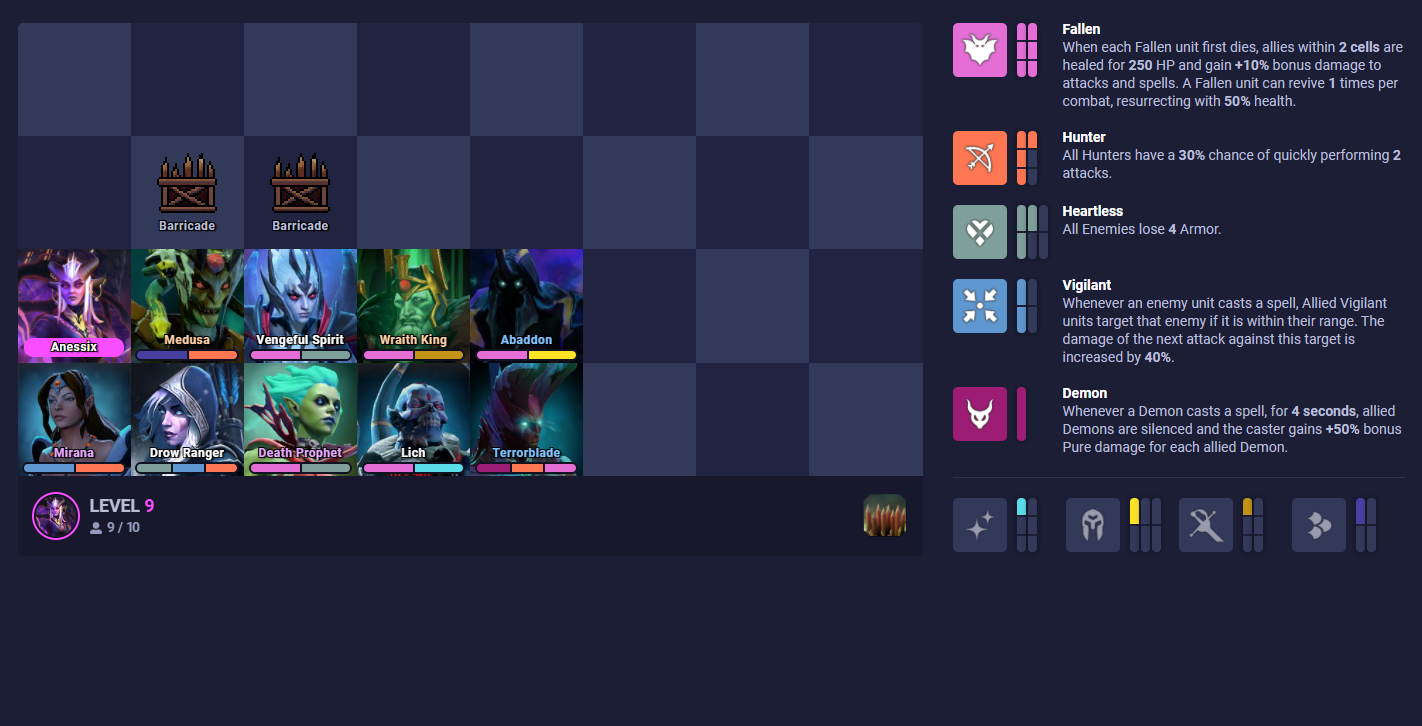 Barricade
Barricade
Anessix
Medusa
Vengeful Spirit
Wraith King
Abaddon
Mirana
Drow Ranger
Death Prophet
Lich
Terrorblade
LEVEL 9
9 / 10
Fallen
When each Fallen unit first dies, allies within 2 cells are
healed for 250 HP and gain +10% bonus damage to
attacks and spells. A Fallen unit can revive 1 times per
combat, resurrecting with 50% health.
Hunter
All Hunters have a 30% chance of quickly performing 2
attacks.
Heartless
All Enemies lose 4 Armor.
Vigilant
Whenever an enemy unit casts a spell, Allied Vigilant
units target that enemy if it is within their range. The
damage of the next attack against this target is
increased by 40%.
Demon
Whenever a Demon casts a spell, for 4 seconds, allied
Demons are silenced and the caster gains +50% bonus
Pure damage for each allied Demon.